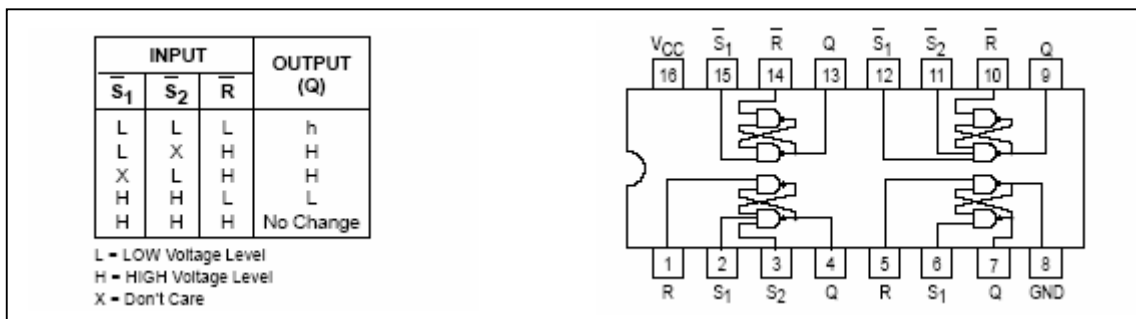 INPUT
OUTPUT
(Q)
S̅₁ S̅₂ R̅
L L L h
L X H H
X L H H
H H L L
H H H No Change
L = LOW Voltage Level
H = HIGH Voltage Level
X = Don't Care
V_CC S̅₁ R̅ Q S̅₁ S̅₂ R̅ Q
16 15 14 13 12 11 10 9
1 2 3 4 5 6 7 8
R S₁ S₂ Q R S₁ Q GND